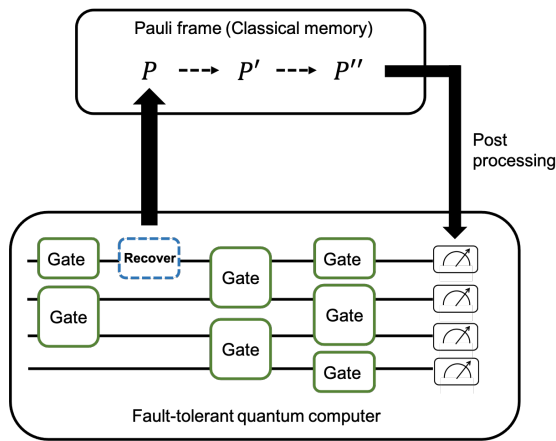 Pauli frame (Classical memory)
P P′ P′′
Post
processing
Gate Recover Gate
Gate Gate Gate
Gate Gate
Fault-tolerant quantum computer